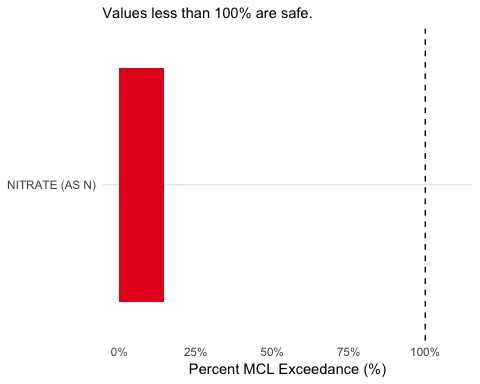 Values less than 100% are safe.
NITRATE (AS N)
0% 25% 50% 75% 100%
Percent MCL Exceedance (%)